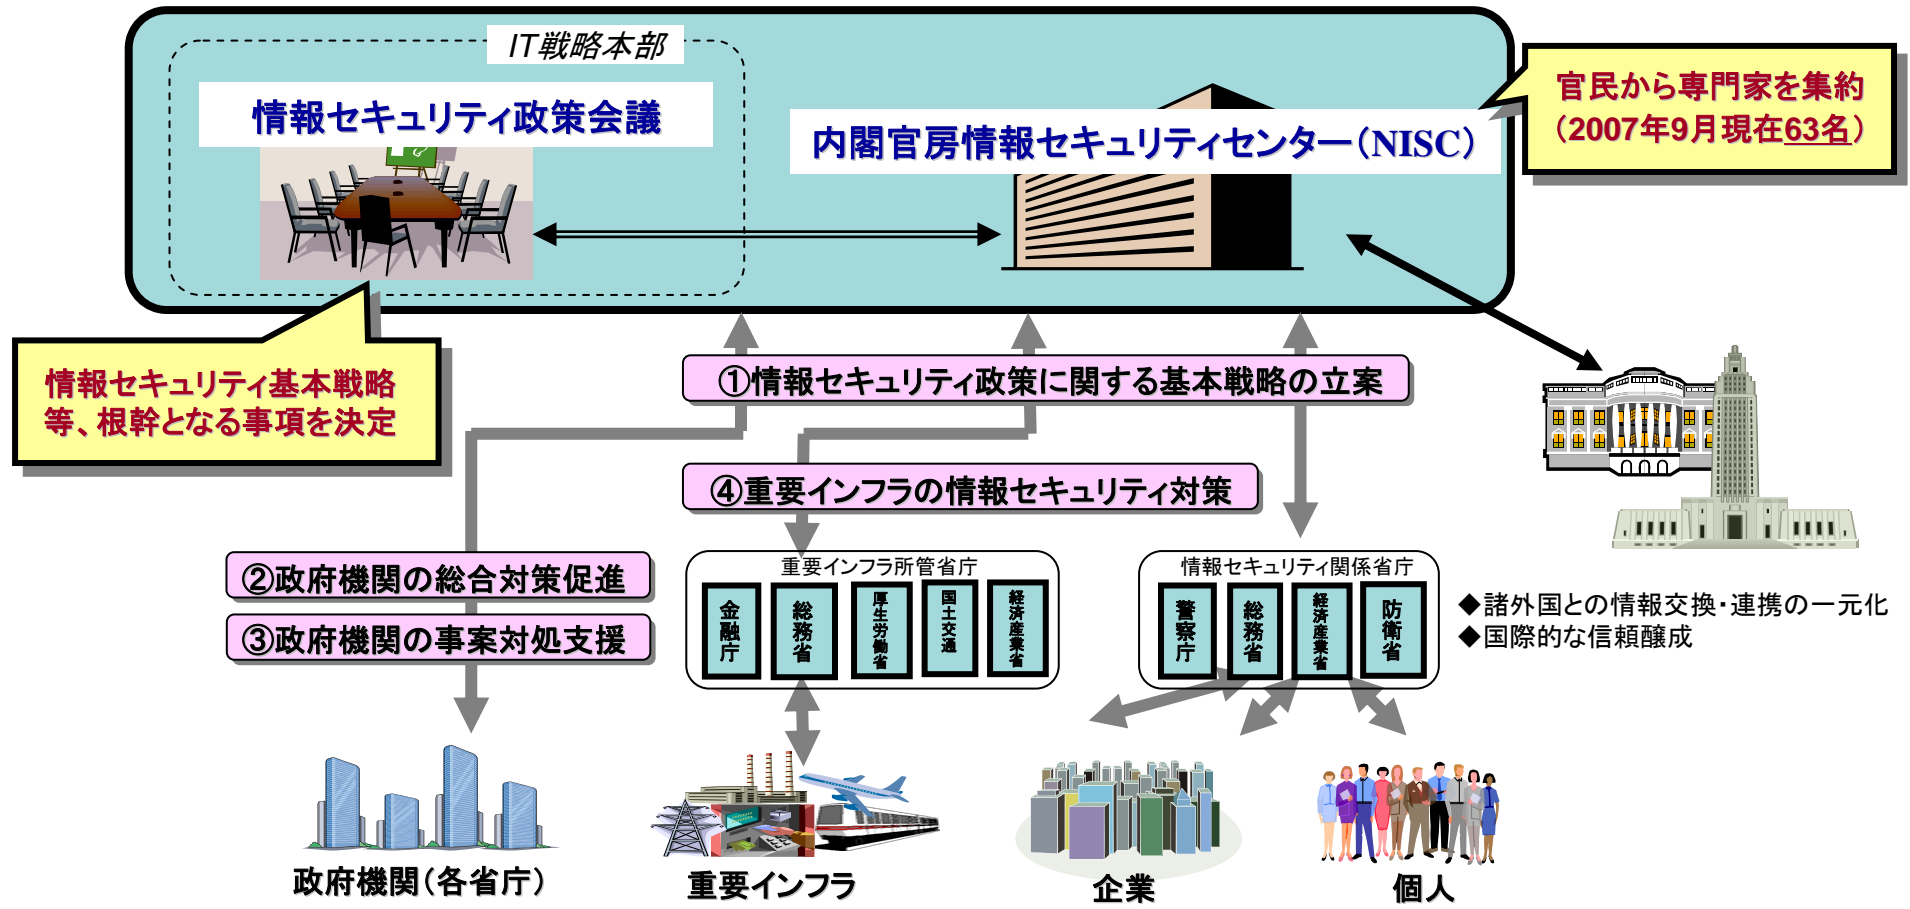 IT戦略本部
情報セキュリティ政策会議
内閣官房情報セキュリティセンター(NISC)
官民から専門家を集約
(2007年9月現在63名)
情報セキュリティ基本戦略
等、根幹となる事項を決定
①情報セキュリティ政策に関する基本戦略の立案
④重要インフラの情報セキュリティ対策
②政府機関の総合対策促進
③政府機関の事案対処支援
重要インフラ所管省庁
金融庁
総務省
厚生労働省
国土交通
経済産業省
情報セキュリティ関係省庁
警察庁
総務省
経済産業省
防衛省
◆諸外国との情報交換・連携の一元化
◆国際的な信頼醸成
政府機関(各省庁)
重要インフラ
企業
個人